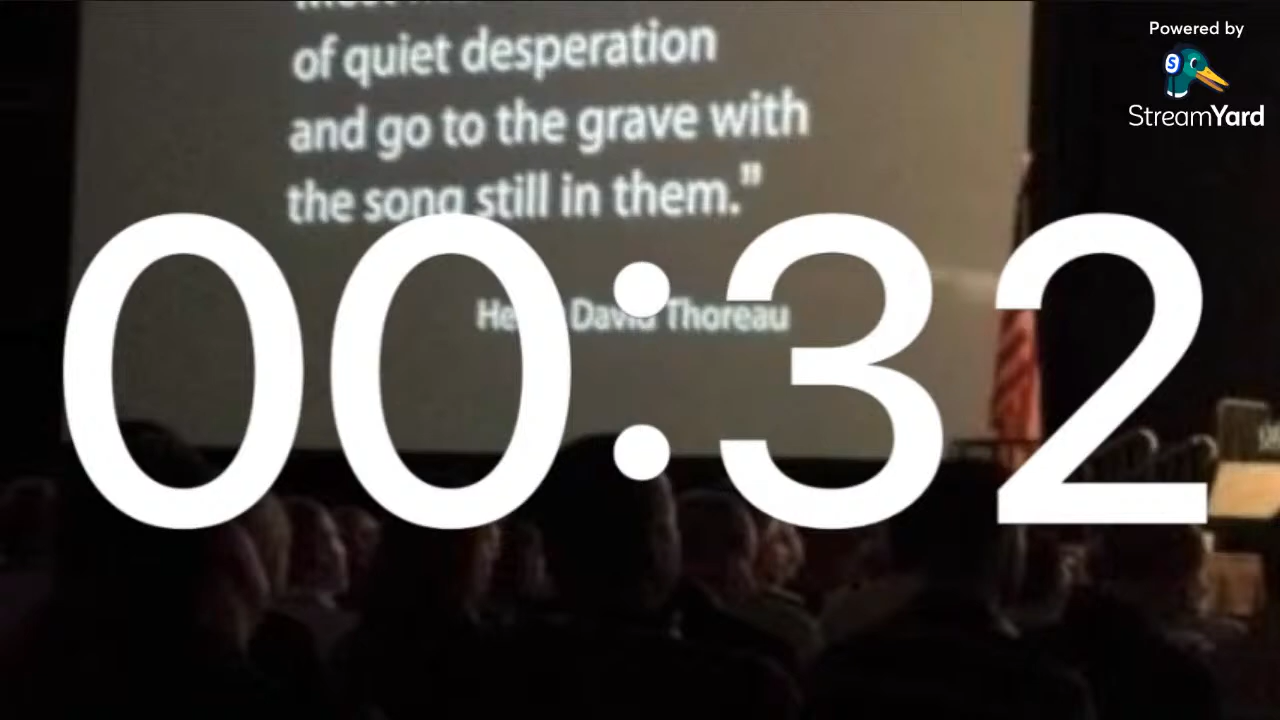 Powered by
StreamYard
of quiet desperation
and go to the grave with
the song still in them."
David Thoreau
00:32